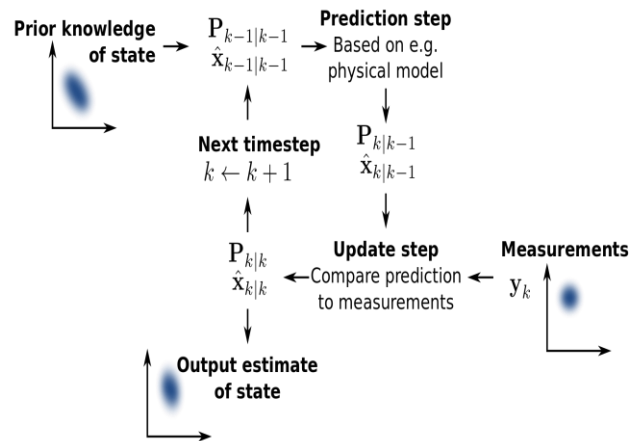 Prior knowledge
of state
P_{k−1|k−1}
x̂_{k−1|k−1}
Prediction step
Based on e.g.
physical model
P_{k|k−1}
x̂_{k|k−1}
Next timestep
k ← k + 1
P_{k|k}
x̂_{k|k}
Update step
Compare prediction
to measurements
Measurements
y_k
Output estimate
of state